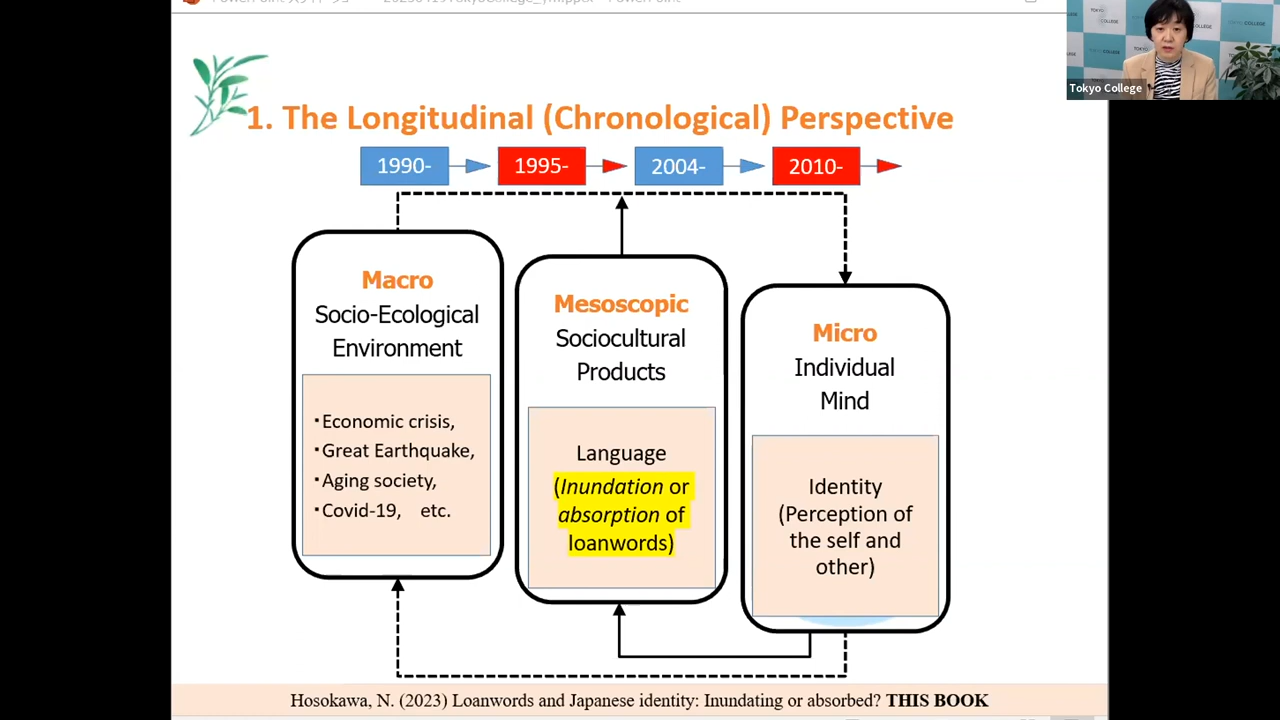 TOKYO COLLEGE
Tokyo College
1. The Longitudinal (Chronological) Perspective
1990-
1995-
2004-
2010-
Macro
Socio-Ecological
Environment
・Economic crisis,
・Great Earthquake,
・Aging society,
・Covid-19, etc.
Mesoscopic
Sociocultural
Products
Language
(Inundation or
absorption of
loanwords)
Micro
Individual
Mind
Identity
(Perception of
the self and
other)
Hosokawa, N. (2023) Loanwords and Japanese identity: Inundating or absorbed? THIS BOOK